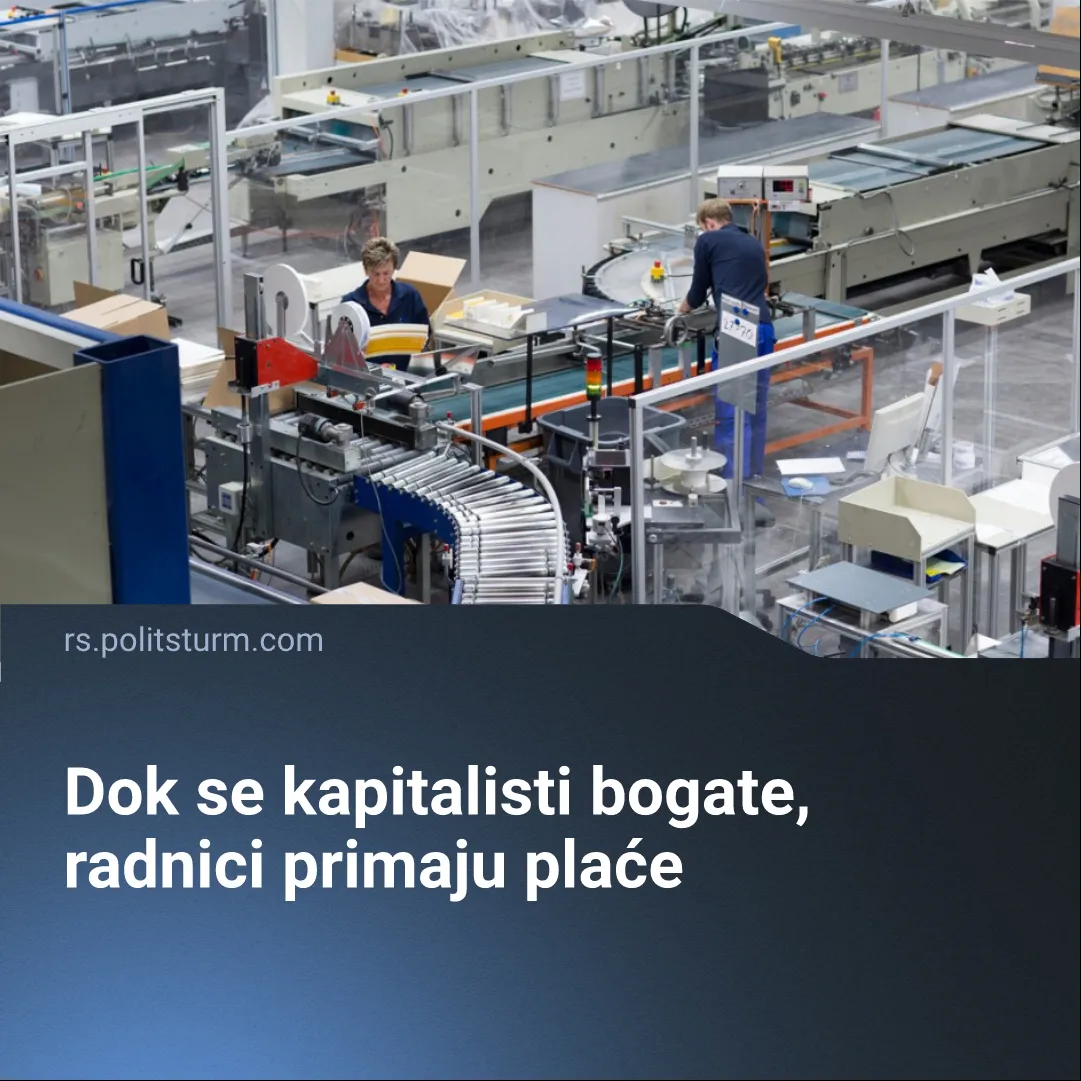 rs.politsturm.com
Dok se kapitalisti bogate,
radnici primaju plaće